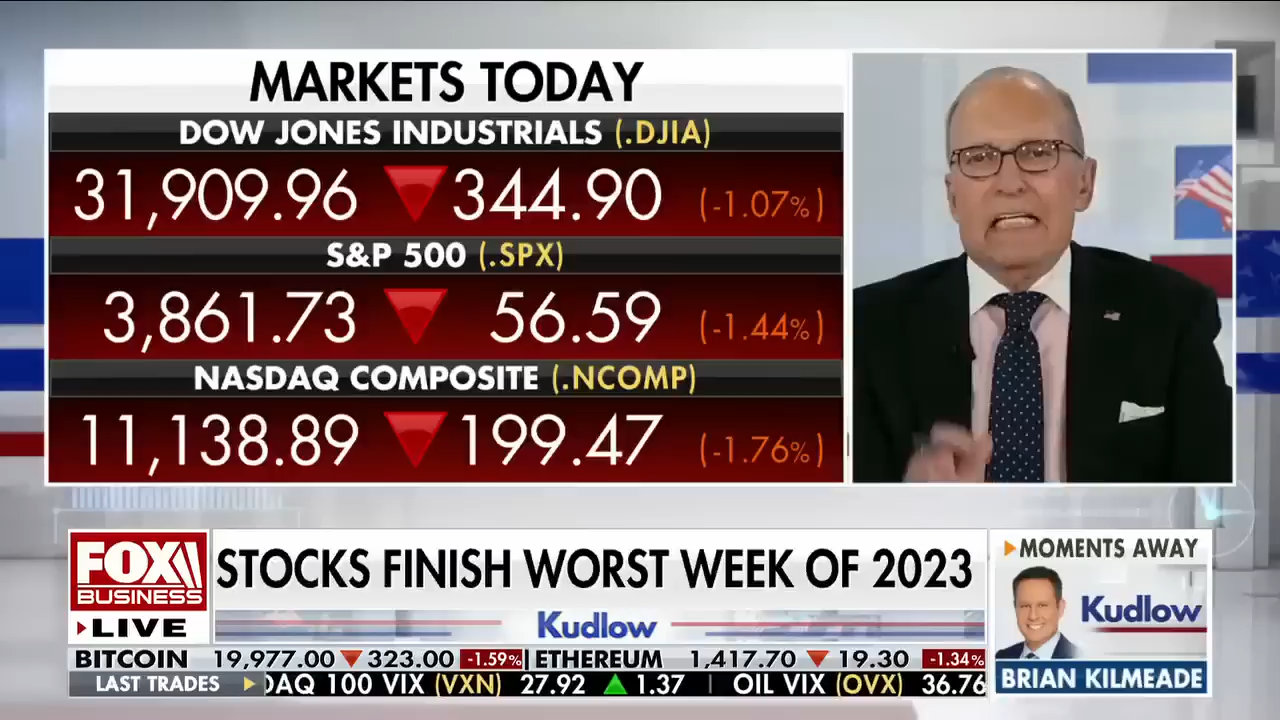 MARKETS TODAY
DOW JONES INDUSTRIALS (.DJIA)
31,909.96 ▼ 344.90 (-1.07%)
S&P 500 (.SPX)
3,861.73 ▼ 56.59 (-1.44%)
NASDAQ COMPOSITE (.NCOMP)
11,138.89 ▼ 199.47 (-1.76%)
FOX
BUSINESS
LIVE
STOCKS FINISH WORST WEEK OF 2023
Kudlow
MOMENTS AWAY
Kudlow
BRIAN KILMEADE
BITCOIN 19,977.00 ▼ 323.00 -1.59% ETHEREUM 1,417.70 ▼ 19.30 -1.34%
LAST TRADES DAQ 100 VIX (VXN) 27.92 ▲ 1.37 | OIL VIX (OVX) 36.76